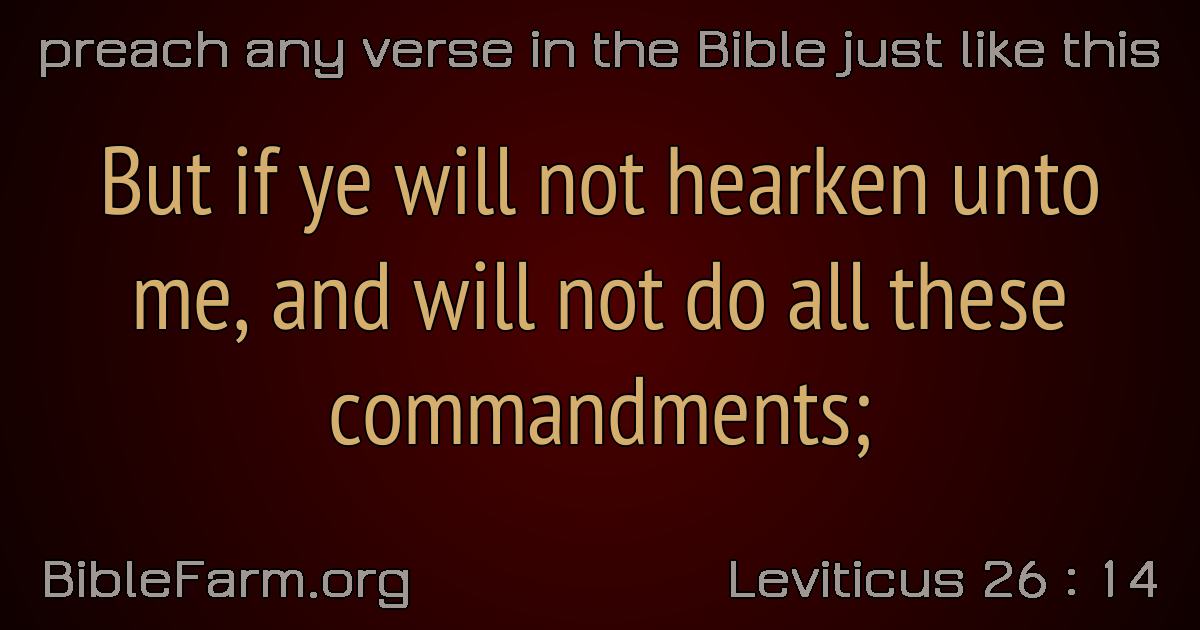 preach any verse in the Bible just like this
But if ye will not hearken unto
me, and will not do all these
commandments;
BibleFarm.org
Leviticus 26 : 14